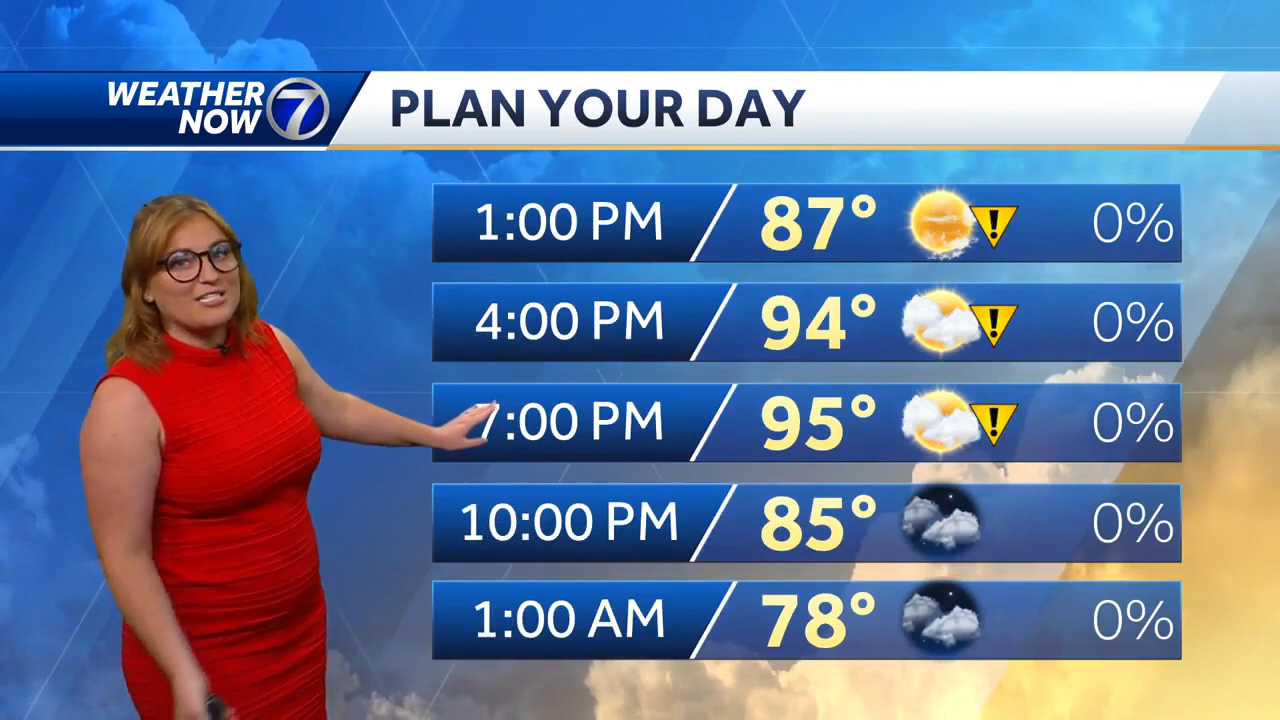 WEATHER
NOW 7
PLAN YOUR DAY
1:00 PM 87° ! 0%
4:00 PM 94° ! 0%
7:00 PM 95° ! 0%
10:00 PM 85° 0%
1:00 AM 78° 0%